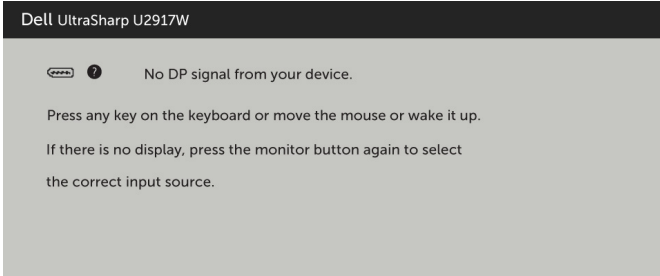 Dell UltraSharp U2917W
? No DP signal from your device.
Press any key on the keyboard or move the mouse or wake it up.
If there is no display, press the monitor button again to select
the correct input source.